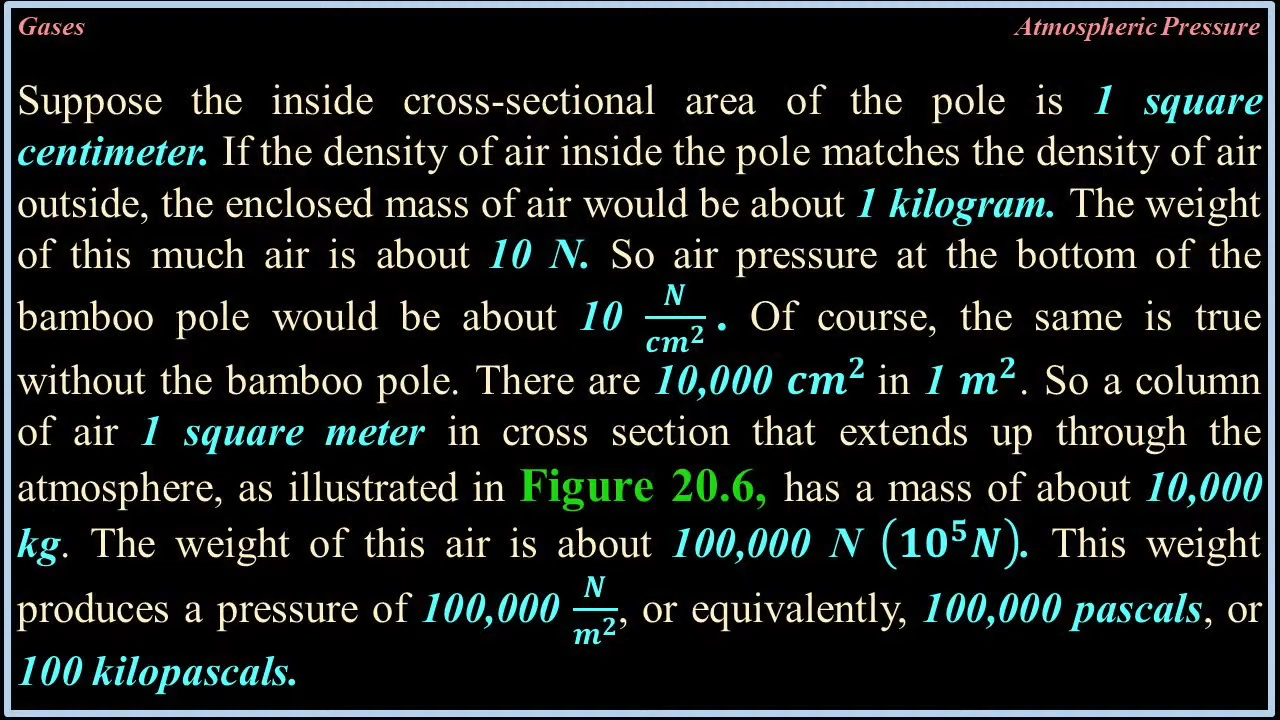 Gases Atmospheric Pressure
Suppose the inside cross-sectional area of the pole is 1 square
centimeter. If the density of air inside the pole matches the density of air
outside, the enclosed mass of air would be about 1 kilogram. The weight
of this much air is about 10 N. So air pressure at the bottom of the
bamboo pole would be about 10 N/cm². Of course, the same is true
without the bamboo pole. There are 10,000 cm² in 1 m². So a column
of air 1 square meter in cross section that extends up through the
atmosphere, as illustrated in Figure 20.6, has a mass of about 10,000
kg. The weight of this air is about 100,000 N (10⁵N). This weight
produces a pressure of 100,000 N/m², or equivalently, 100,000 pascals, or
100 kilopascals.